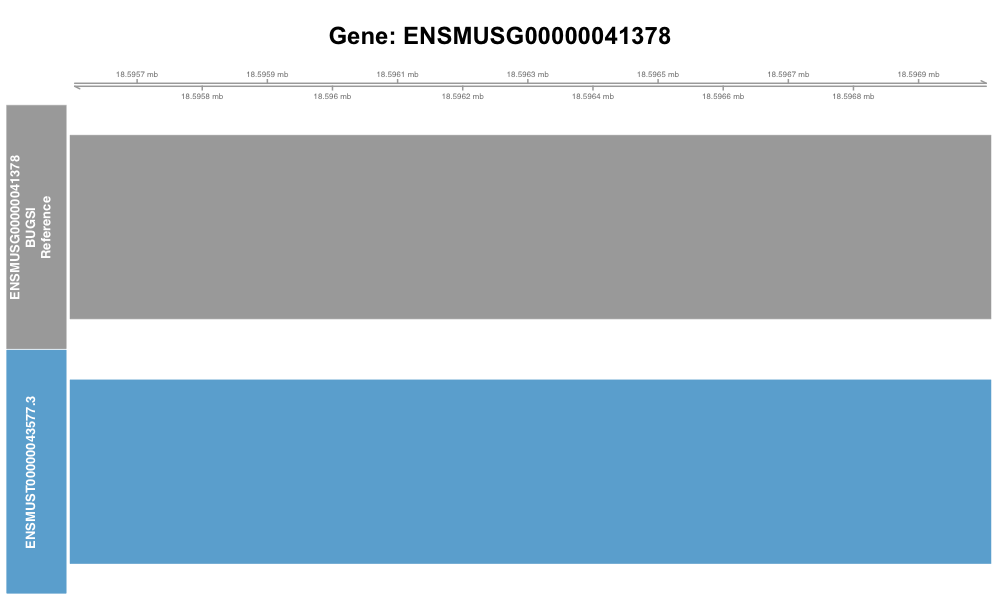 Gene: ENSMUSG00000041378
18.5957 mb 18.5959 mb 18.5961 mb 18.5963 mb 18.5965 mb 18.5967 mb 18.5969 mb
18.5958 mb 18.596 mb 18.5962 mb 18.5964 mb 18.5966 mb 18.5968 mb
ENSMUSG00000041378
BUGSI
Reference
ENSMUST00000043577.3